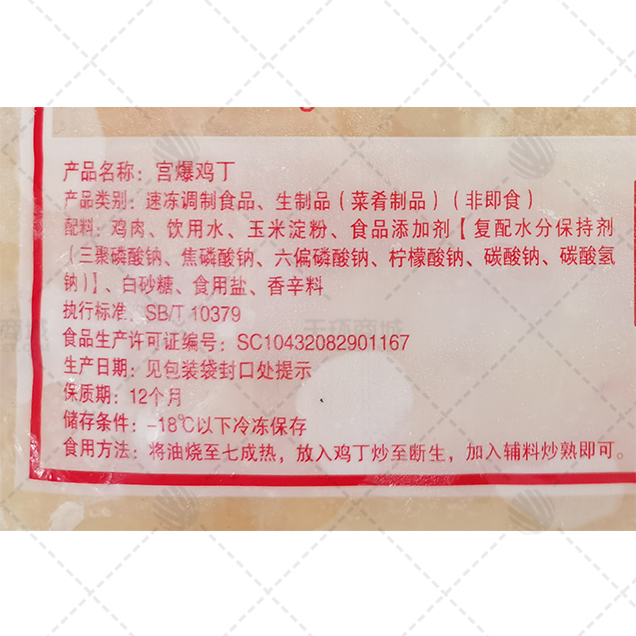 产品名称：宫爆鸡丁
产品类别：速冻调制食品、生制品（菜肴制品）（非即食）
配料：鸡肉、饮用水、玉米淀粉、食品添加剂【复配水分保持剂
（三聚磷酸钠、焦磷酸钠、六偏磷酸钠、柠檬酸钠、碳酸钠、碳酸氢
钠）】、白砂糖、食用盐、香辛料
执行标准：SB/T 10379
食品生产许可证编号：SC10432082901167
生产日期：见包装袋封口处提示
保质期：12个月
储存条件：-18℃以下冷冻保存
食用方法：将油烧至七成热，放入鸡丁炒至断生，加入辅料炒熟即可。